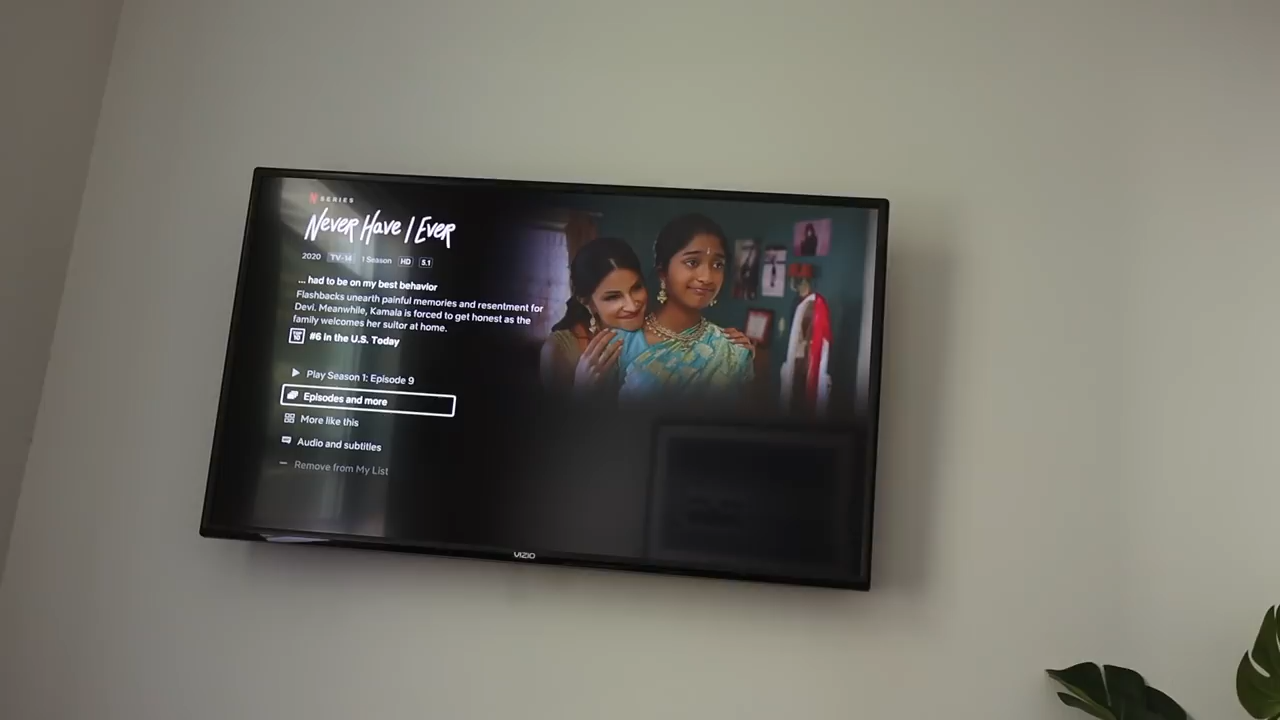 N SERIES
NEVER HAVE I EVER
2020 TV-14 1 Season HD 5.1
... had to be on my best behavior
Flashbacks unearth painful memories and resentment for
Devi. Meanwhile, Kamala is forced to get honest as the
family welcomes her suitor at home.
TOP 10 #6 in the U.S. Today
Play Season 1: Episode 9
Episodes and more
More like this
Audio and subtitles
Remove from My List
VIZIO